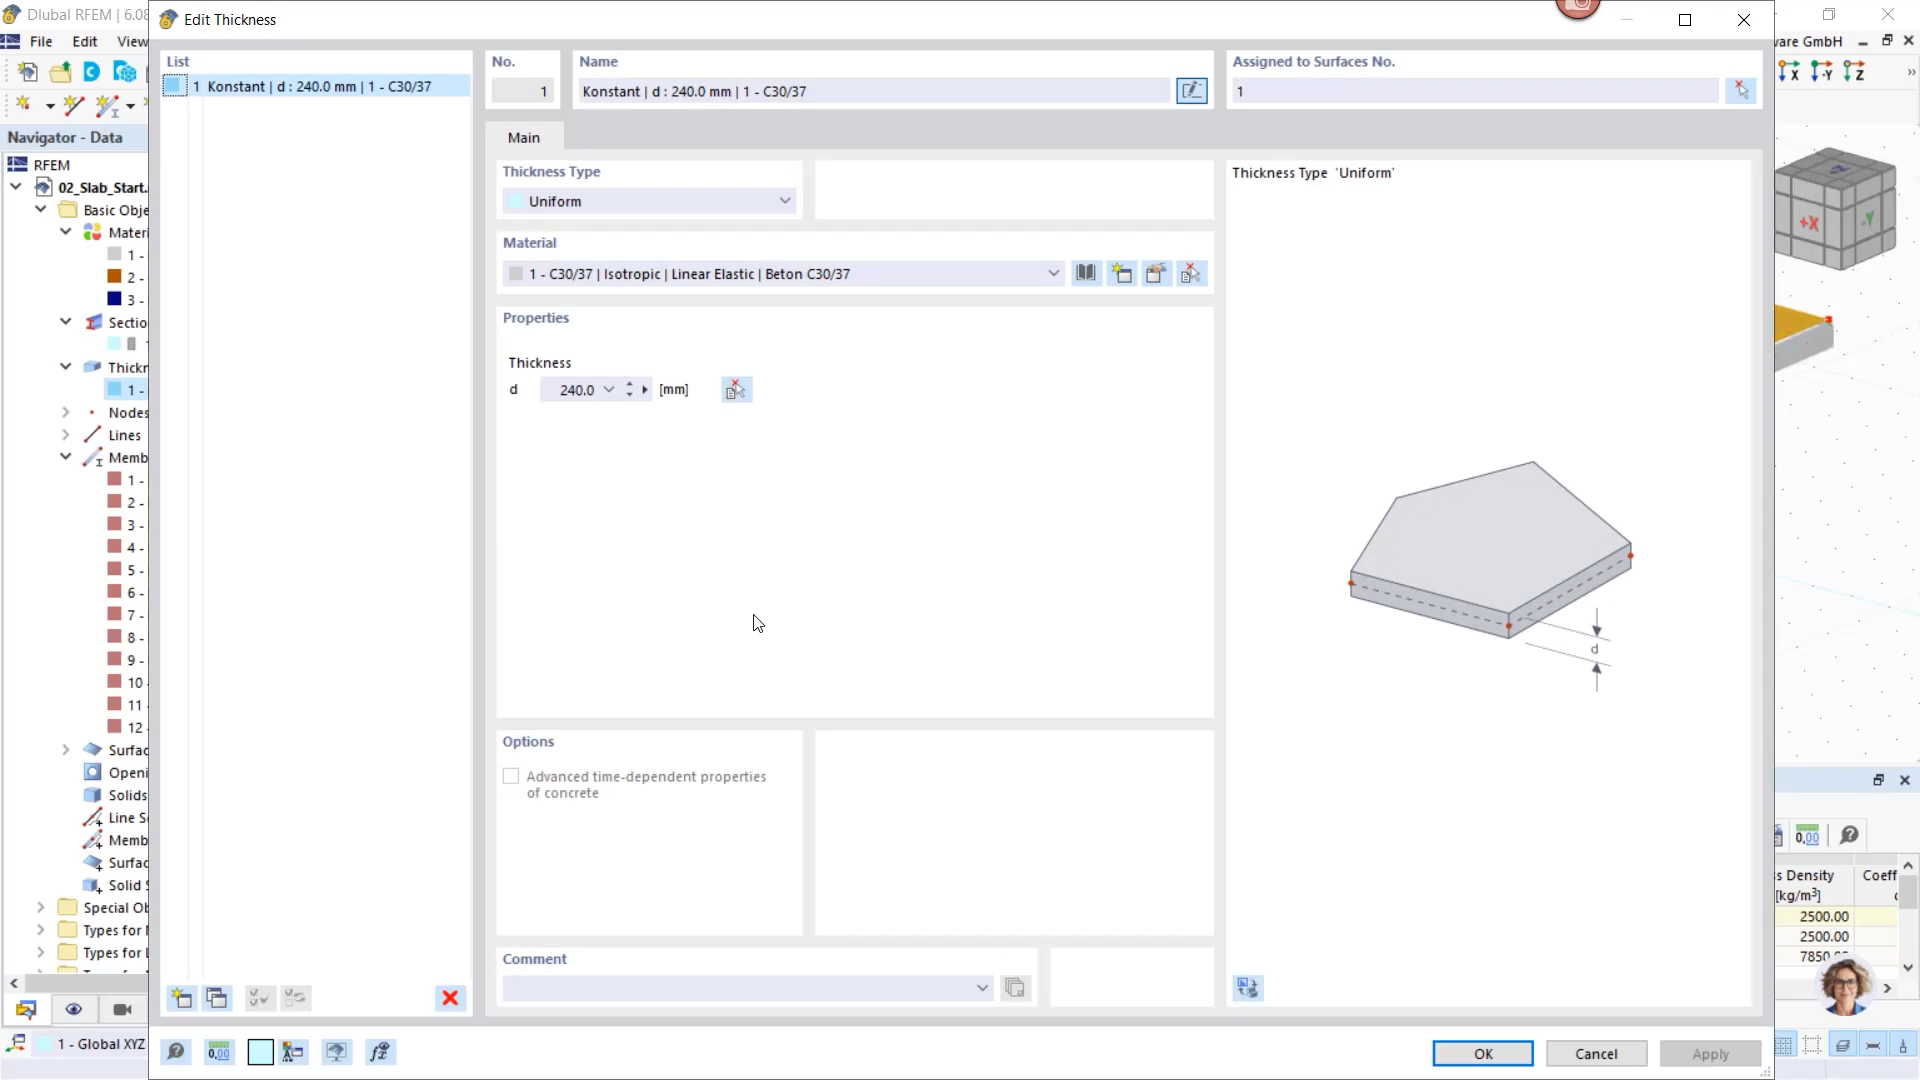 Dlubal RFEM | 6.08
Edit Thickness
ware GmbH
File Edit View
List
No.
Name
Assigned to Surfaces No.
1 Konstant | d : 240.0 mm | 1 - C30/37
1
Konstant | d : 240.0 mm | 1 - C30/37
1
X -Y Z
Navigator - Data
Main
RFEM
02_Slab_Start.
Basic Obje
Materi
1 -
2 -
3 -
Sectio
Thickn
1 -
Nodes
Lines
Memb
1 -
2 -
3 -
4 -
5 -
6 -
7 -
8 -
9 -
10
11
12
Surfac
Openi
Solids
Line S
Memb
Surfac
Solid S
Special Ob
Types for
Types for L
1 - Global XYZ
Thickness Type
Uniform
Material
1 - C30/37 | Isotropic | Linear Elastic | Beton C30/37
Properties
Thickness
d 240.0 [mm]
Options
Advanced time-dependent properties
of concrete
Comment
Thickness Type 'Uniform'
d
+X -Y
0,00
s Density Coeff
[kg/m³]
2500.00
2500.00
7850.
0,00
OK Cancel Apply